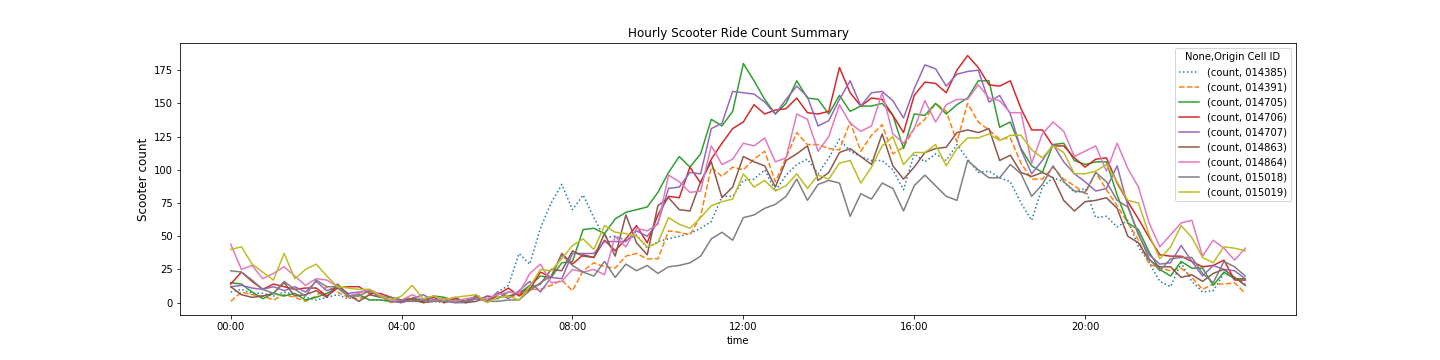 Hourly Scooter Ride Count Summary
Scooter count
175
150
125
100
75
50
25
0
00:00
04:00
08:00
12:00
16:00
20:00
time
None,Origin Cell ID
(count, 014385)
(count, 014391)
(count, 014705)
(count, 014706)
(count, 014707)
(count, 014863)
(count, 014864)
(count, 015018)
(count, 015019)